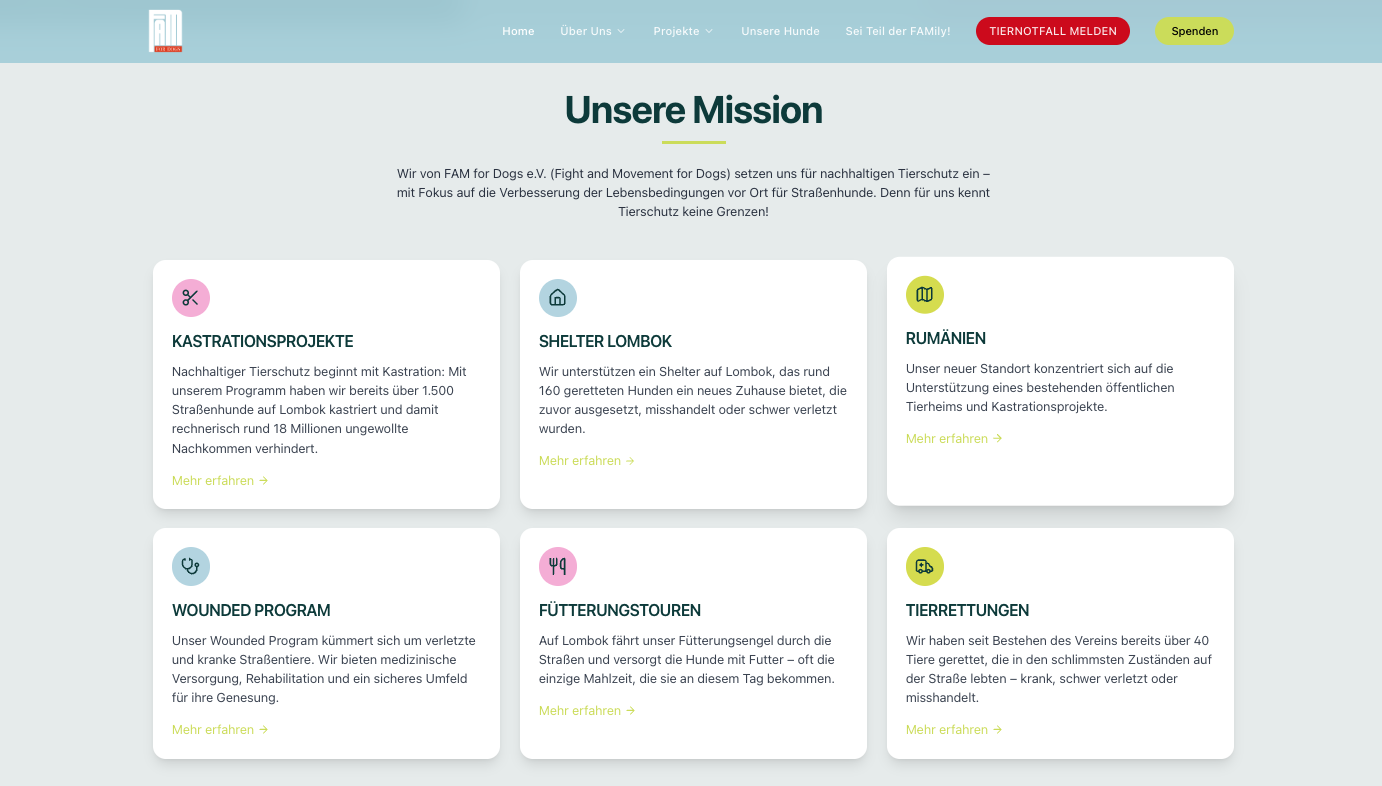 FAM
FOR DOGS
Home
Über Uns
Projekte
Unsere Hunde
Sei Teil der FAMily!
TIERNOTFALL MELDEN
Spenden
Unsere Mission
Wir von FAM for Dogs e.V. (Fight and Movement for Dogs) setzen uns für nachhaltigen Tierschutz ein –
mit Fokus auf die Verbesserung der Lebensbedingungen vor Ort für Straßenhunde. Denn für uns kennt
Tierschutz keine Grenzen!
KASTRATIONSPROJEKTE
Nachhaltiger Tierschutz beginnt mit Kastration: Mit
unserem Programm haben wir bereits über 1.500
Straßenhunde auf Lombok kastriert und damit
rechnerisch rund 18 Millionen ungewollte
Nachkommen verhindert.
Mehr erfahren →
SHELTER LOMBOK
Wir unterstützen ein Shelter auf Lombok, das rund
160 geretteten Hunden ein neues Zuhause bietet, die
zuvor ausgesetzt, misshandelt oder schwer verletzt
wurden.
Mehr erfahren →
RUMÄNIEN
Unser neuer Standort konzentriert sich auf die
Unterstützung eines bestehenden öffentlichen
Tierheims und Kastrationsprojekte.
Mehr erfahren →
WOUNDED PROGRAM
Unser Wounded Program kümmert sich um verletzte
und kranke Straßentiere. Wir bieten medizinische
Versorgung, Rehabilitation und ein sicheres Umfeld
für ihre Genesung.
Mehr erfahren →
FÜTTERUNGSTOUREN
Auf Lombok fährt unser Fütterungsengel durch die
Straßen und versorgt die Hunde mit Futter – oft die
einzige Mahlzeit, die sie an diesem Tag bekommen.
Mehr erfahren →
TIERRETTUNGEN
Wir haben seit Bestehen des Vereins bereits über 40
Tiere gerettet, die in den schlimmsten Zuständen auf
der Straße lebten – krank, schwer verletzt oder
misshandelt.
Mehr erfahren →